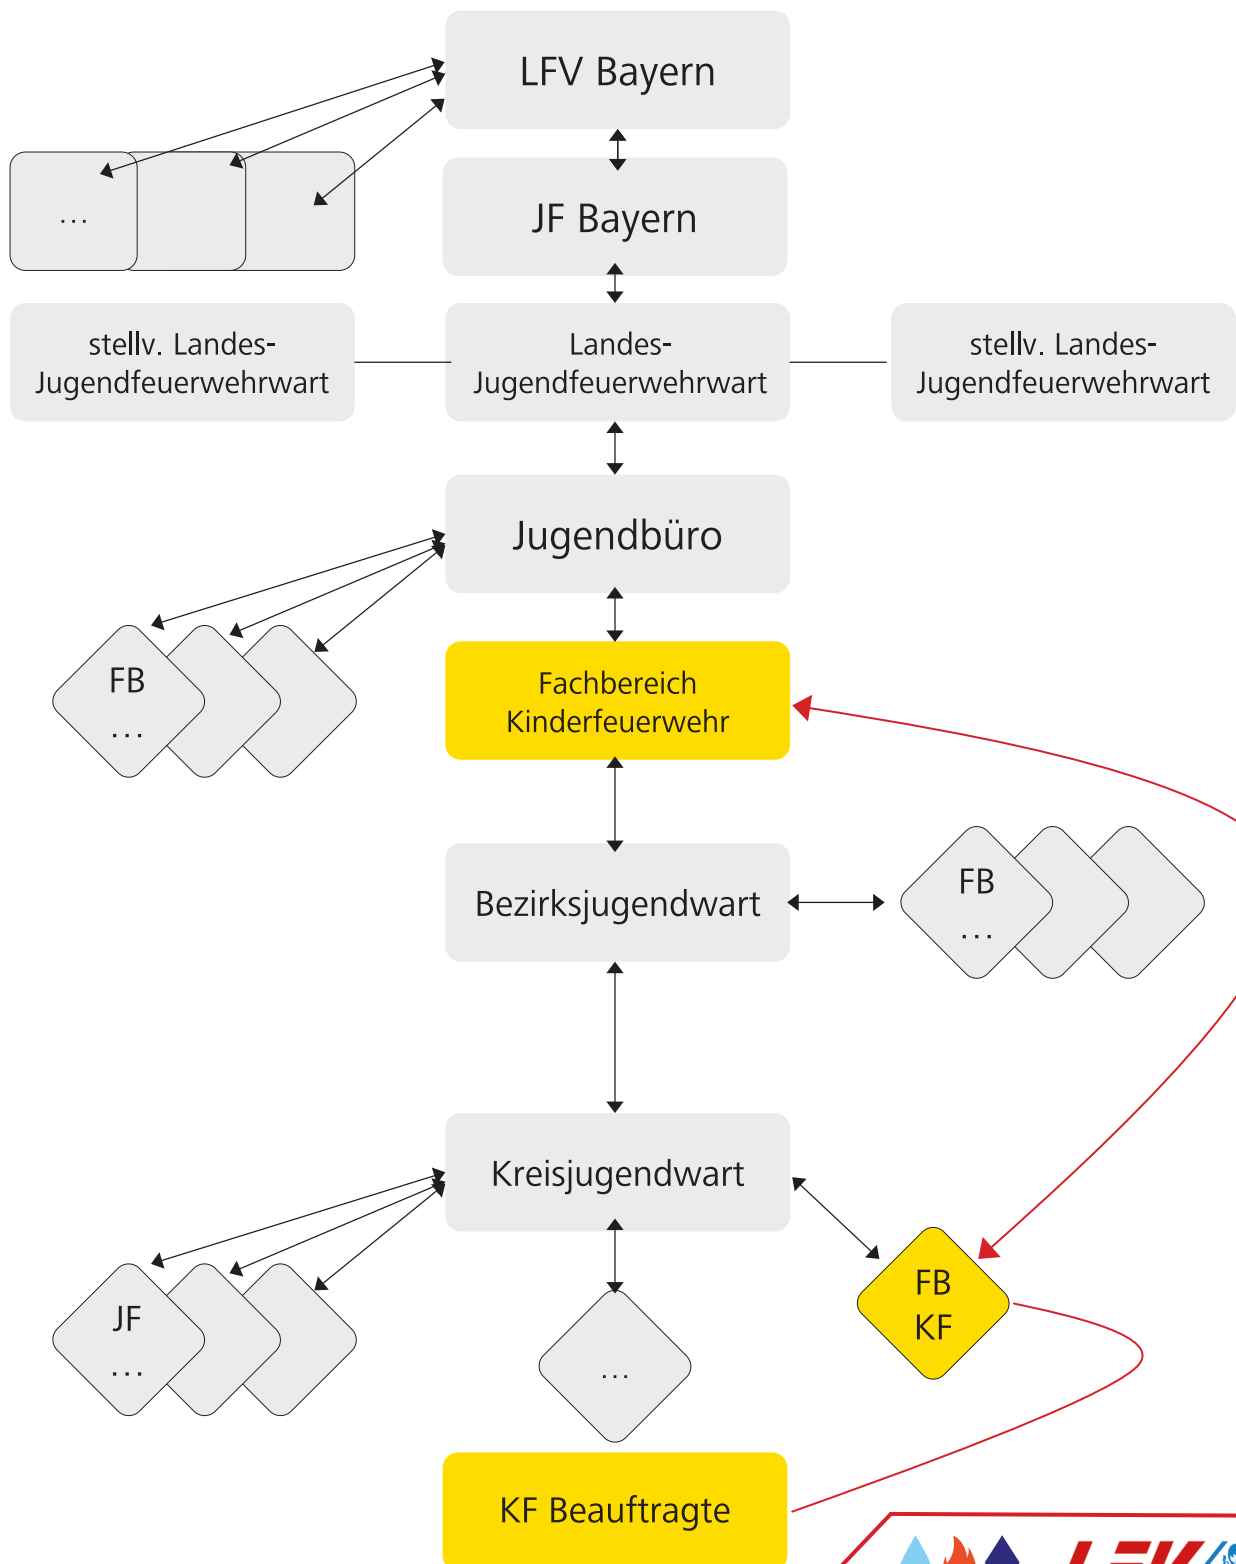 LFV Bayern
...
JF Bayern
stellv. Landes-
Jugendfeuerwehrwart
Landes-
Jugendfeuerwehrwart
stellv. Landes-
Jugendfeuerwehrwart
Jugendbüro
FB
...
Fachbereich
Kinderfeuerwehr
Bezirksjugendwart
FB
...
Kreisjugendwart
JF
...
...
FB
KF
KF Beauftragte